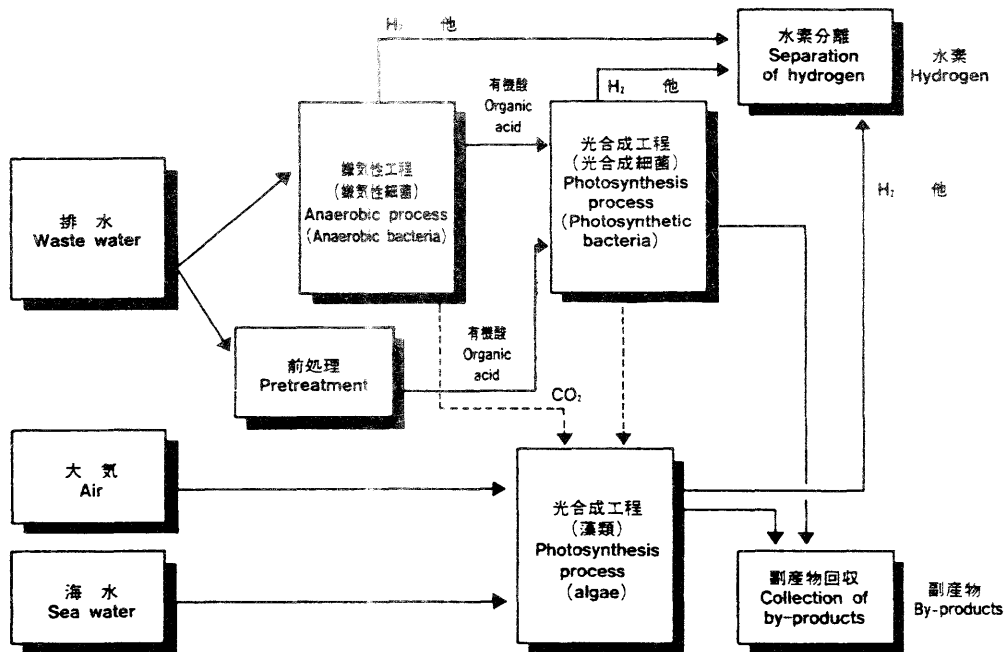 H₂ 他
水素分離
Separation
of hydrogen
水素
Hydrogen
有機酸
Organic
acid
H₂ 他
嫌気性工程
(嫌気性細菌)
Anaerobic process
(Anaerobic bacteria)
光合成工程
(光合成細菌)
Photosynthesis
process
(Photosynthetic
bacteria)
H₂ 他
排水
Waste water
有機酸
Organic
acid
前処理
Pretreatment
CO₂
大気
Air
光合成工程
(藻類)
Photosynthesis
process
(algae)
海水
Sea water
副産物回収
Collection of
by-products
副産物
By-products